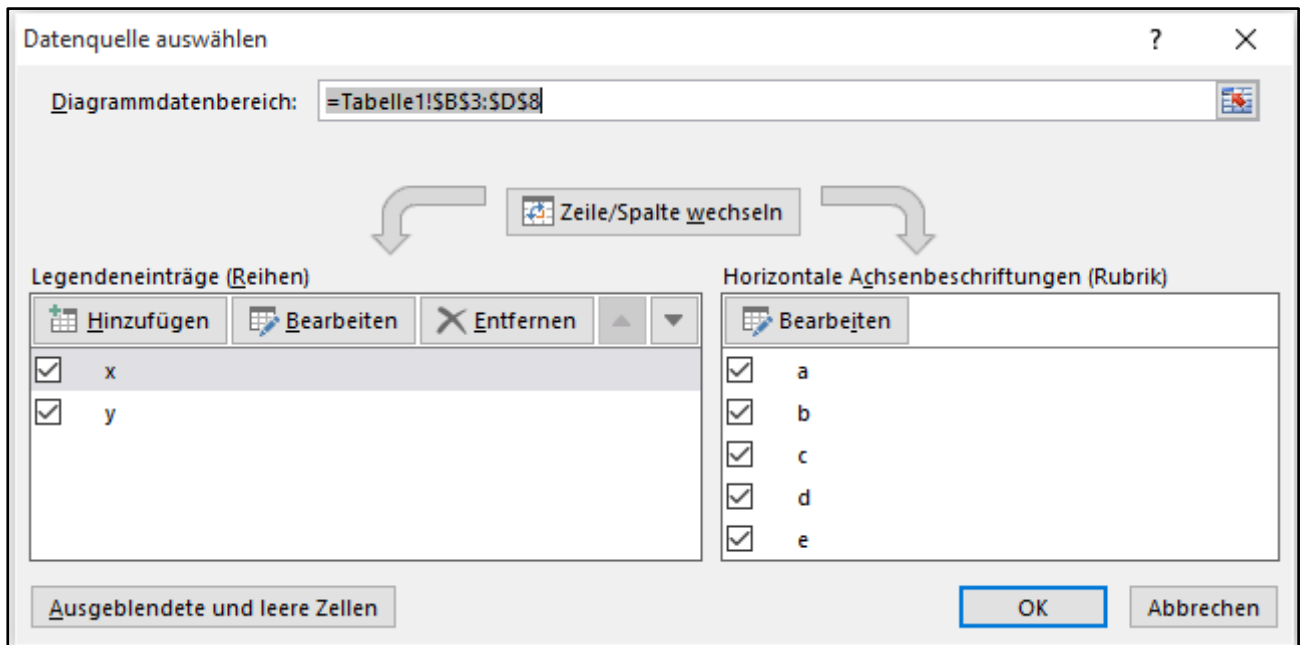 Datenquelle auswählen ?
Diagrammdatenbereich: =Tabelle1!$B$3:$D$8
Zeile/Spalte wechseln
Legendeneinträge (Reihen)
Hinzufügen Bearbeiten Entfernen
x
y
Horizontale Achsenbeschriftungen (Rubrik)
Bearbeiten
a
b
c
d
e
Ausgeblendete und leere Zellen
OK Abbrechen